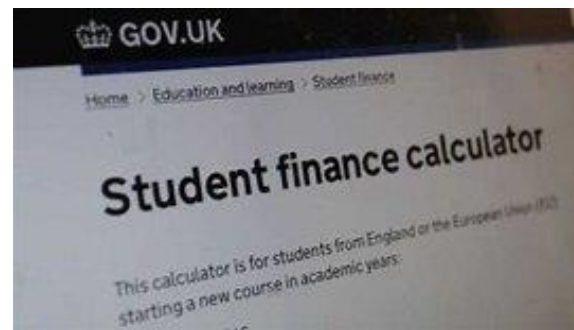 GOV.UK
Home > Education and learning > Student finance
Student finance calculator
This calculator is for students from England or the European Union (EU)
starting a new course in academic years: